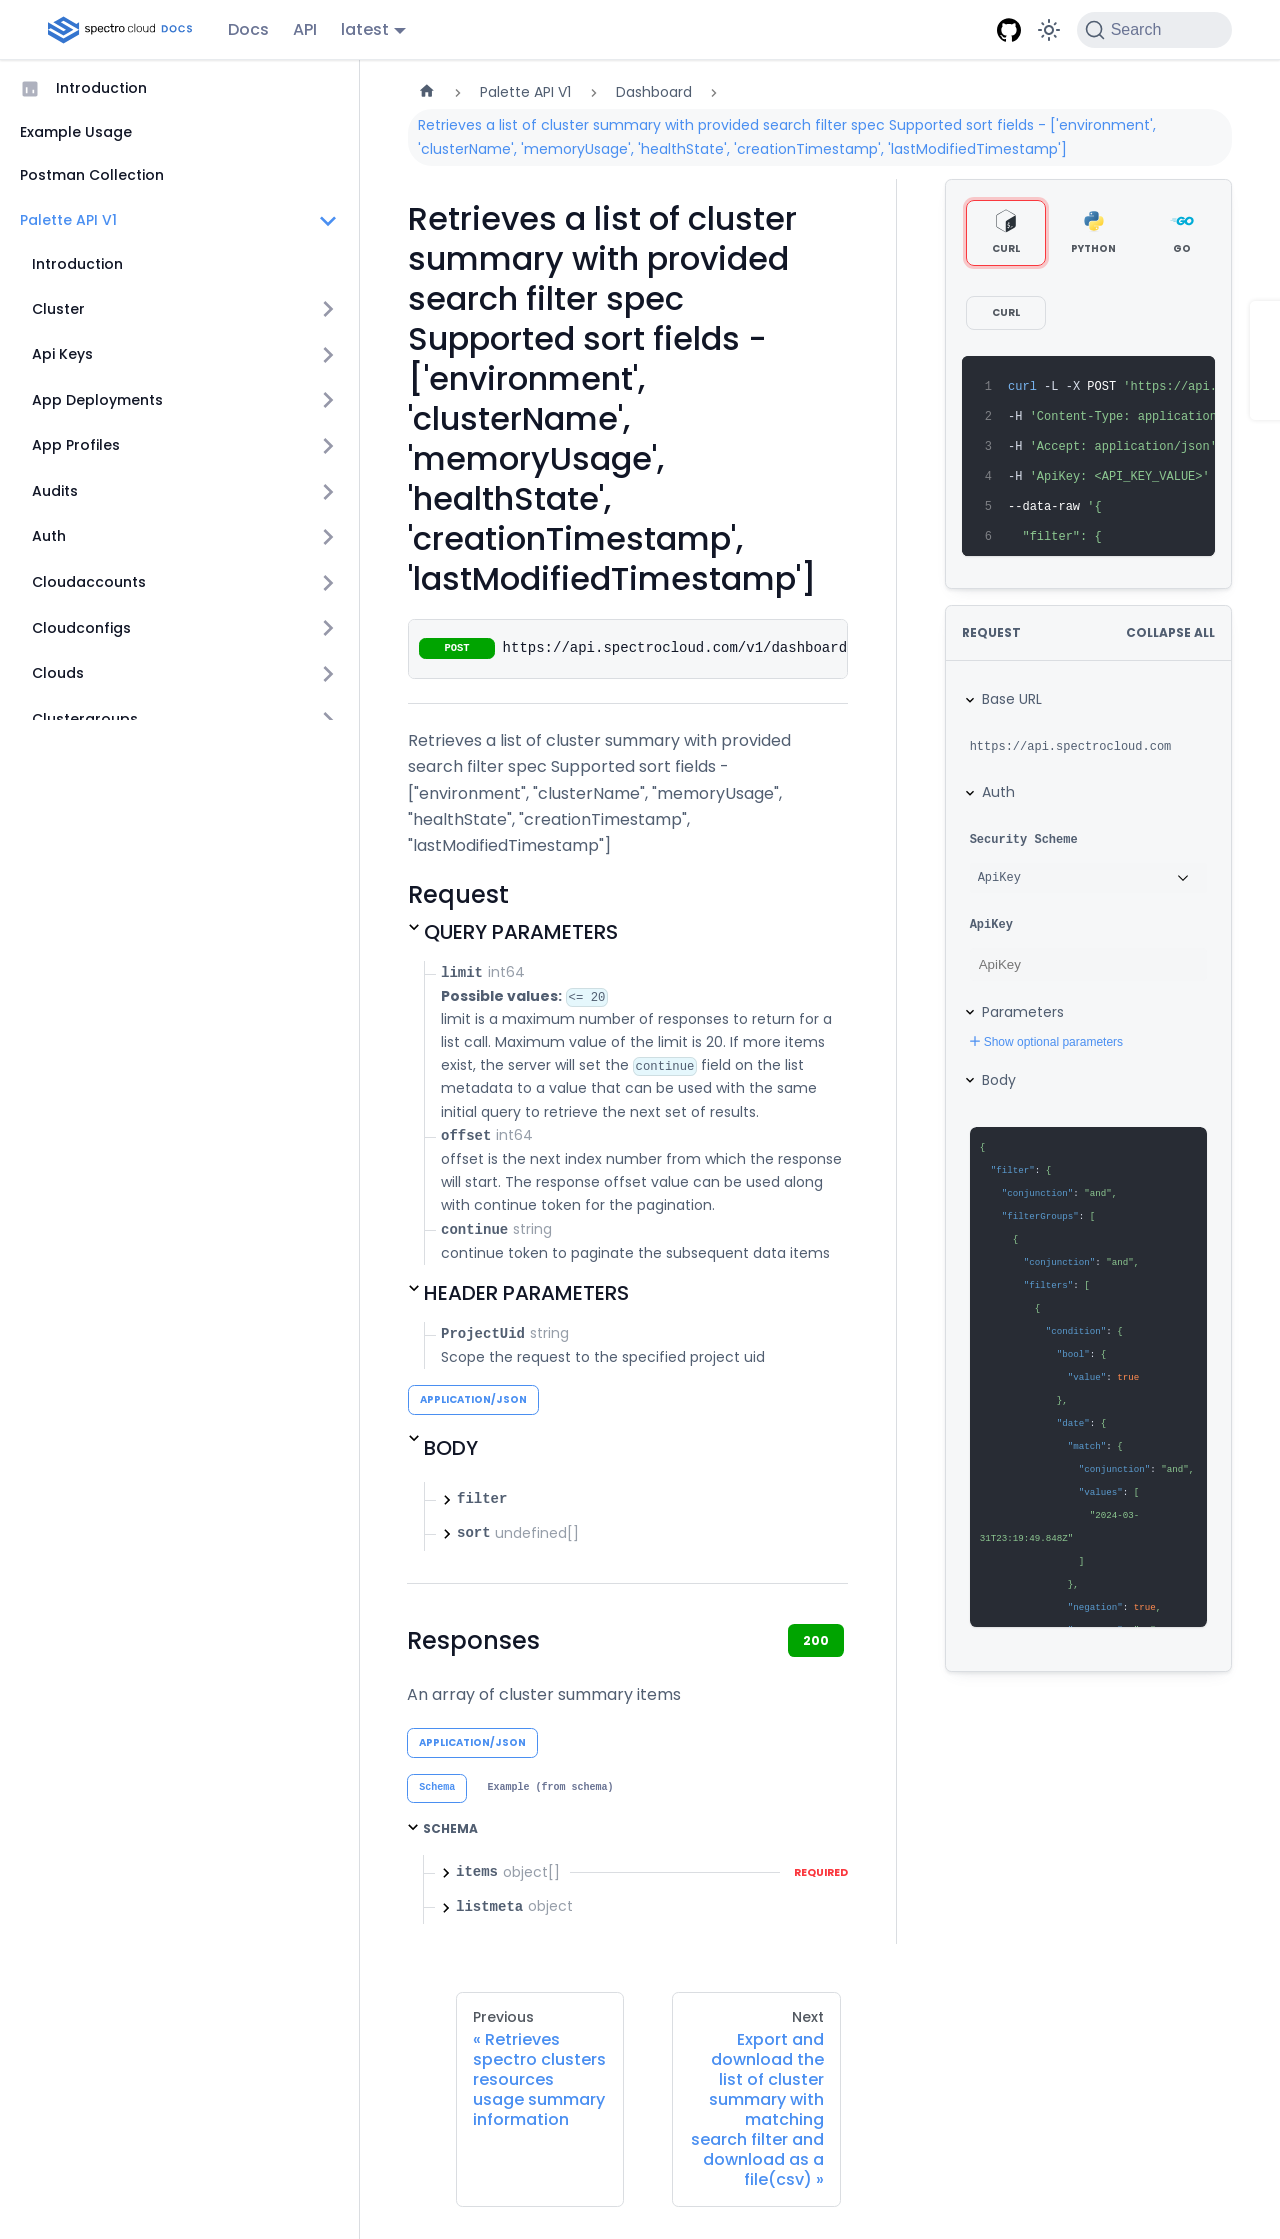 spectro cloud DOCS
Docs
API
latest
Search
Introduction
Example Usage
Postman Collection
Palette API V1
Introduction
Cluster
Api Keys
App Deployments
App Profiles
Audits
Auth
Cloudaccounts
Cloudconfigs
Clouds
Clustergroups
Palette API V1
Dashboard
Retrieves a list of cluster summary with provided search filter spec Supported sort fields - ['environment',
'clusterName', 'memoryUsage', 'healthState', 'creationTimestamp', 'lastModifiedTimestamp']
Retrieves a list of cluster
summary with provided
search filter spec
Supported sort fields -
['environment',
'clusterName',
'memoryUsage',
'healthState',
'creationTimestamp',
'lastModifiedTimestamp']
POST https://api.spectrocloud.com/v1/dashboard
Retrieves a list of cluster summary with provided
search filter spec Supported sort fields -
["environment", "clusterName", "memoryUsage",
"healthState", "creationTimestamp",
"lastModifiedTimestamp"]
Request
QUERY PARAMETERS
limit int64
Possible values: <= 20
limit is a maximum number of responses to return for a
list call. Maximum value of the limit is 20. If more items
exist, the server will set the continue field on the list
metadata to a value that can be used with the same
initial query to retrieve the next set of results.
offset int64
offset is the next index number from which the response
will start. The response offset value can be used along
with continue token for the pagination.
continue string
continue token to paginate the subsequent data items
HEADER PARAMETERS
ProjectUid string
Scope the request to the specified project uid
APPLICATION/JSON
BODY
filter
sort undefined[]
Responses
200
An array of cluster summary items
APPLICATION/JSON
Schema
Example (from schema)
SCHEMA
items object[] REQUIRED
listmeta object
Previous
« Retrieves
spectro clusters
resources
usage summary
information
Next
Export and
download the
list of cluster
summary with
matching
search filter and
download as a
file(csv) »
CURL
PYTHON
GO
CURL
1 curl -L -X POST 'https://api.
2 -H 'Content-Type: application
3 -H 'Accept: application/json'
4 -H 'ApiKey: <API_KEY_VALUE>'
5 --data-raw '{
6 "filter": {
REQUEST
COLLAPSE ALL
Base URL
https://api.spectrocloud.com
Auth
Security Scheme
ApiKey
ApiKey
ApiKey
Parameters
+ Show optional parameters
Body
{
"filter": {
"conjunction": "and",
"filterGroups": [
{
"conjunction": "and",
"filters": [
{
"condition": {
"bool": {
"value": true
},
"date": {
"match": {
"conjunction": "and",
"values": [
"2024-03-
31T23:19:49.848Z"
]
},
"negation": true,